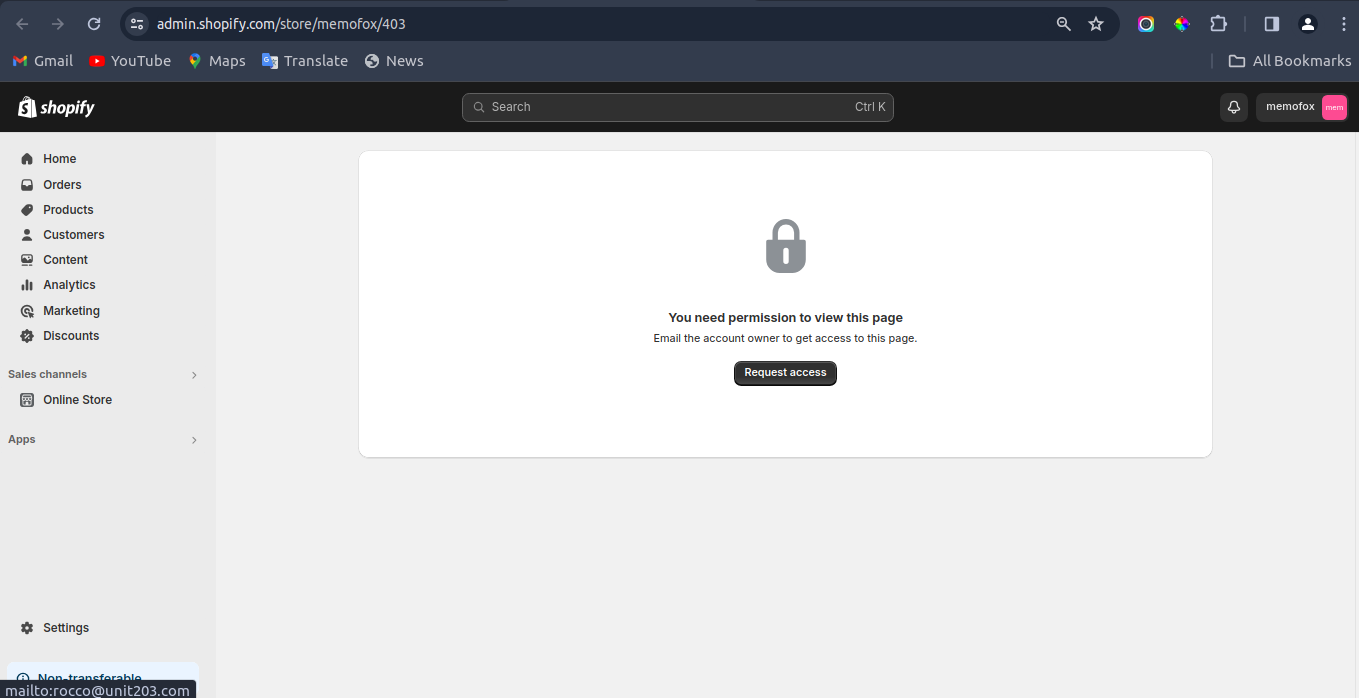 admin.shopify.com/store/memofox/403
Gmail YouTube Maps Translate News All Bookmarks
shopify Search Ctrl K memofox mem
Home
Orders
Products
Customers
Content
Analytics
Marketing
Discounts
Sales channels
Online Store
Apps
You need permission to view this page
Email the account owner to get access to this page.
Request access
Settings
Non-transferable
mailto:rocco@unit203.com